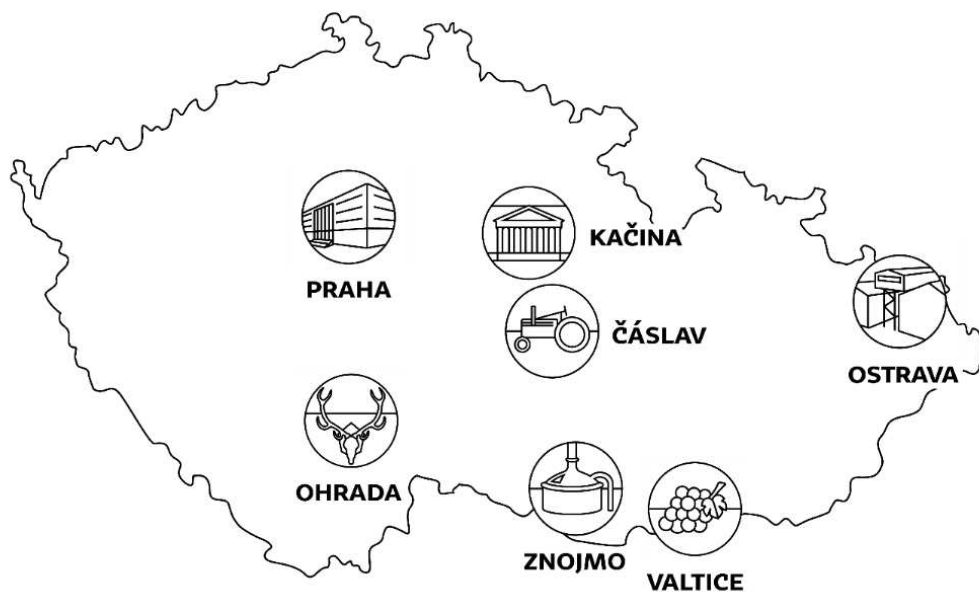 KAČINA
PRAHA
ČÁSLAV
OSTRAVA
OHRADA
ZNOJMO
VALTICE